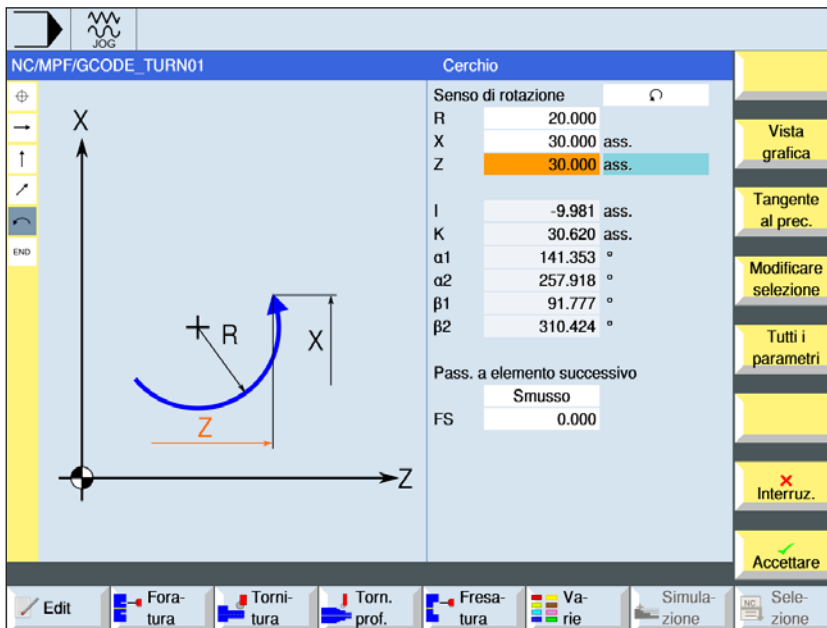 JOG
NC/MPF/GCODE_TURN01
Cerchio
Senso di rotazione
R 20.000
X 30.000 ass.
Z 30.000 ass.
I -9.981 ass.
K 30.620 ass.
α1 141.353 °
α2 257.918 °
β1 91.777 °
β2 310.424 °
Pass. a elemento successivo
Smusso
FS 0.000
END
X
R
X
Z
Z
Vista
grafica
Tangente
al prec.
Modificare
selezione
Tutti i
parametri
Interruz.
Accettare
Edit
Fora-
tura
Torni-
tura
Torn.
prof.
Fresa-
tura
Va-
rie
Simula-
zione
NC
Sele-
zione